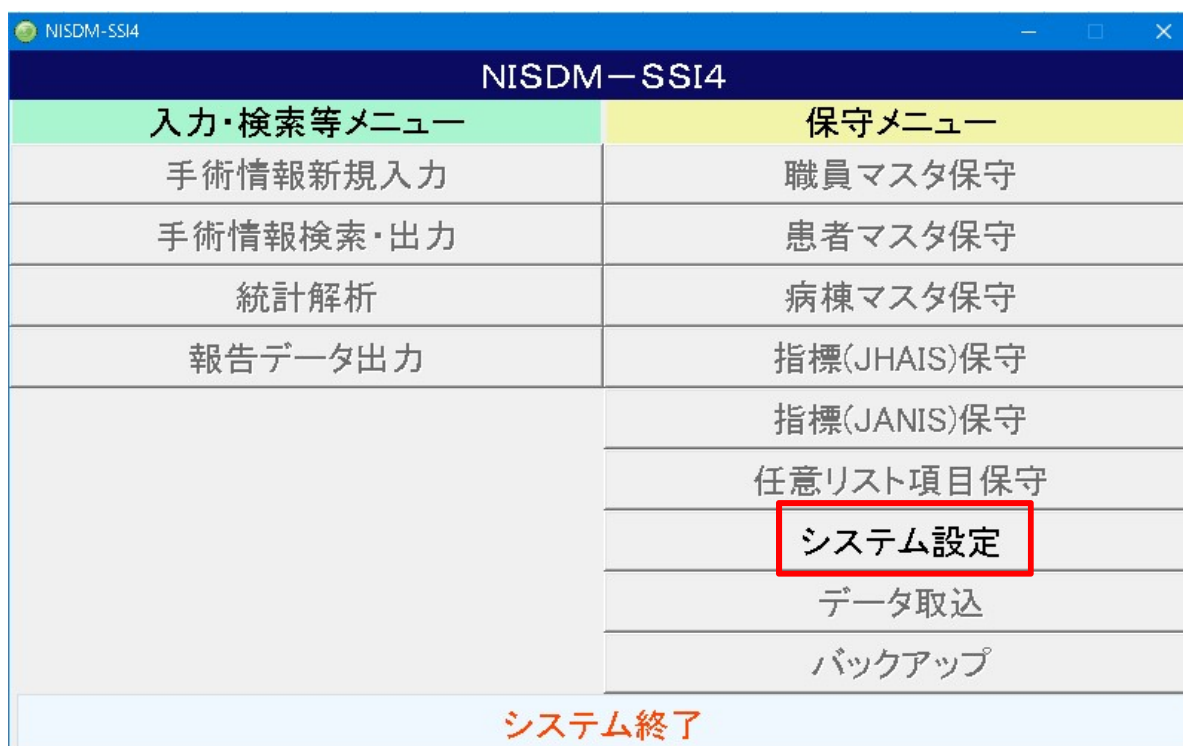 NISDM-SSI4
NISDM－SSI4
入力・検索等メニュー
手術情報新規入力
手術情報検索・出力
統計解析
報告データ出力
保守メニュー
職員マスタ保守
患者マスタ保守
病棟マスタ保守
指標(JHAIS)保守
指標(JANIS)保守
任意リスト項目保守
システム設定
データ取込
バックアップ
システム終了